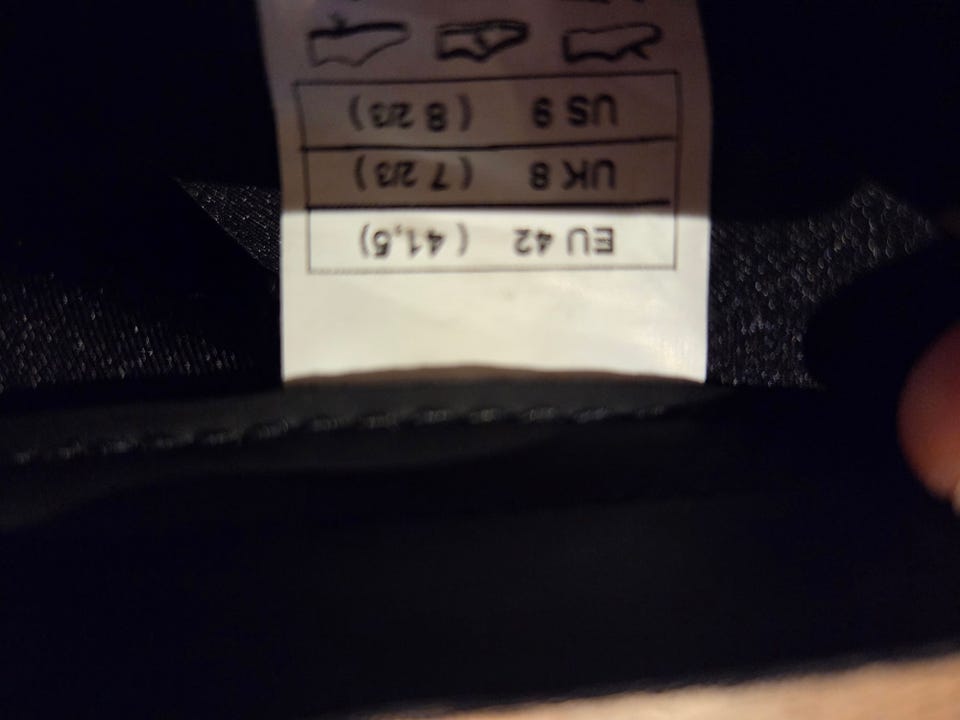 EU 42 ( 41,5)
UK 8 ( 7 2/3)
US 9 ( 8 2/3)